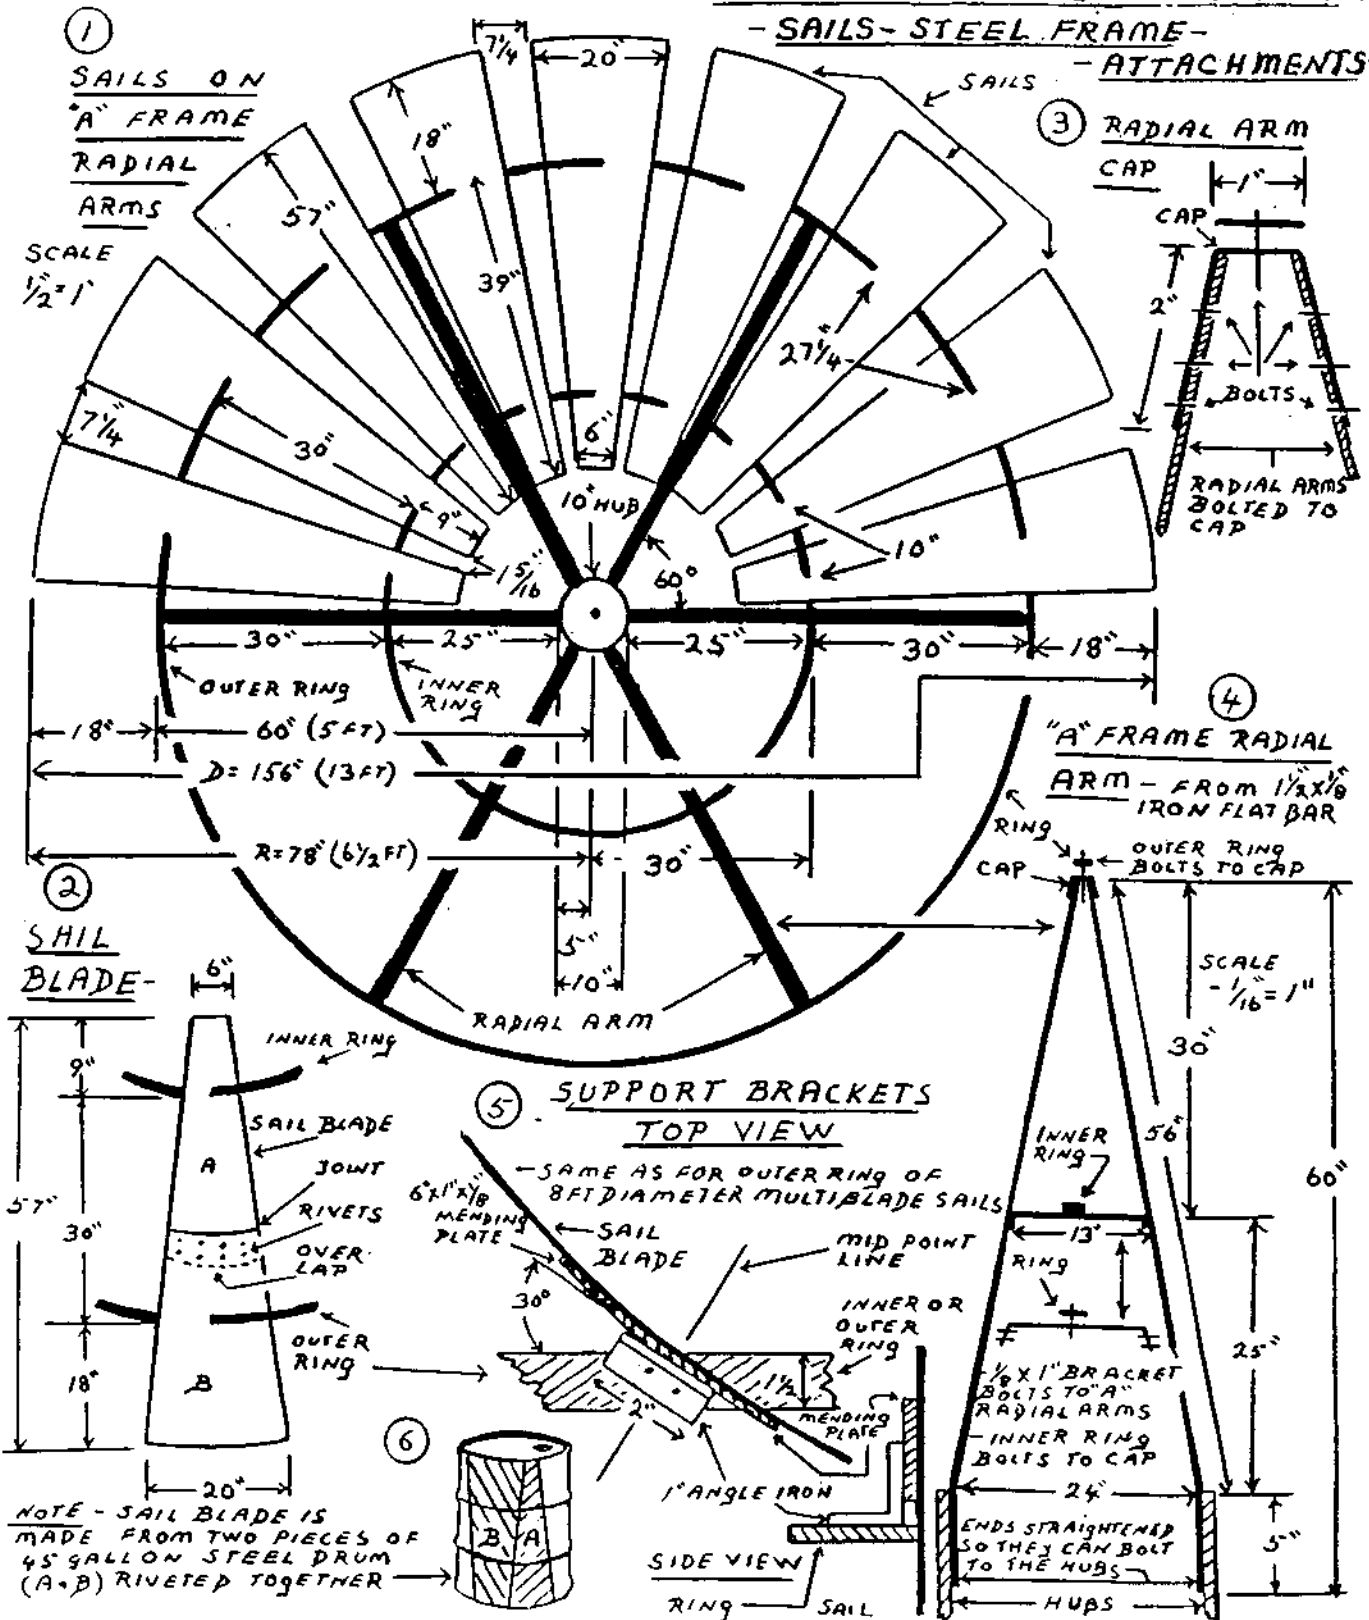 - SAILS - STEEL FRAME -
- ATTACHMENTS
1
SAILS ON
"A" FRAME
RADIAL
ARMS
SCALE
1/2" = 1'
7 1/4
20"
18"
57"
39"
SAILS
27 1/4"
7 1/4"
30"
9"
1 5/16
6"
10" HUB
60°
10"
30"
25"
25"
30"
18"
OUTER RING
INNER
RING
18"
60" (5 FT)
D = 156" (13 FT)
R = 78" (6 1/2 FT)
30"
5"
10"
RADIAL ARM
3
RADIAL ARM
CAP
1"
CAP
2"
BOLTS
RADIAL ARMS
BOLTED TO
CAP
4
"A" FRAME RADIAL
ARM - FROM 1 1/2" X 1/8"
IRON FLAT BAR
RING
OUTER RING
BOLTS TO CAP
CAP
SCALE
- 1/16" = 1"
30"
56"
60"
INNER
RING
13"
RING
25"
1/8 X 1" BRACKET
BOLTS TO "A"
RADIAL ARMS
- INNER RING
BOLTS TO CAP
24"
ENDS STRAIGHTENED
SO THEY CAN BOLT
TO THE HUBS
5"
HUBS
2
SHIL
BLADE -
6"
INNER RING
9"
SAIL BLADE
A
JOINT
RIVETS
57"
30"
OVER
LAP
OUTER
RING
B
18"
20"
NOTE - SAIL BLADE IS
MADE FROM TWO PIECES OF
45 GALLON STEEL DRUM
(A+B) RIVETED TOGETHER
5
SUPPORT BRACKETS
TOP VIEW
SAME AS FOR OUTER RING OF
8 FT DIAMETER MULTIBLADE SAILS
6" x 1" x 1/8
MENDING
PLATE
SAIL
BLADE
MID POINT
LINE
30°
INNER OR
OUTER
RING
1 1/2
2"
MENDING
PLATE
1" ANGLE IRON
SIDE VIEW
RING
SAIL
6
B
A